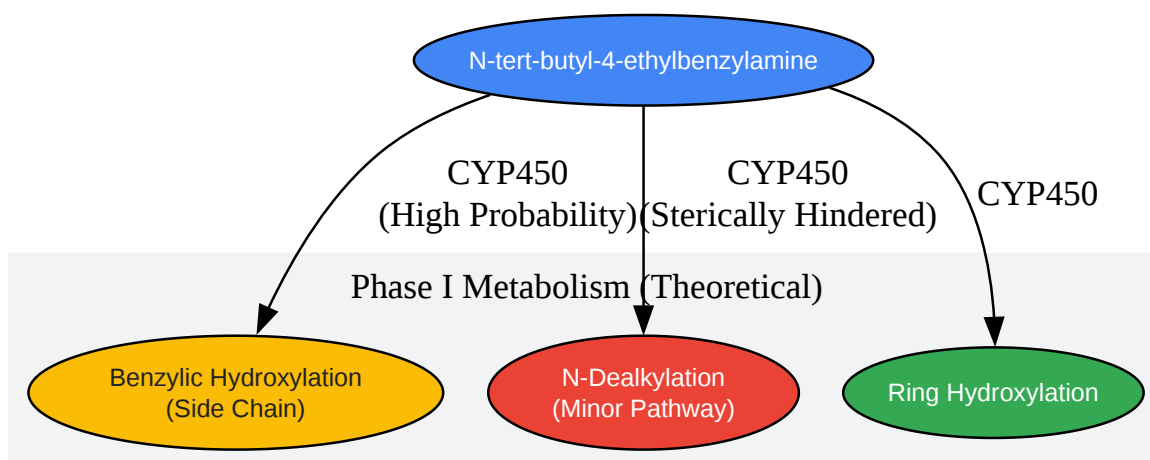 N-tert-butyl-4-ethylbenzylamine
CYP450
(High Probability)
CYP450
(Sterically Hindered)
CYP450
Phase I Metabolism (Theoretical)
Benzylic Hydroxylation
(Side Chain)
N-Dealkylation
(Minor Pathway)
Ring Hydroxylation